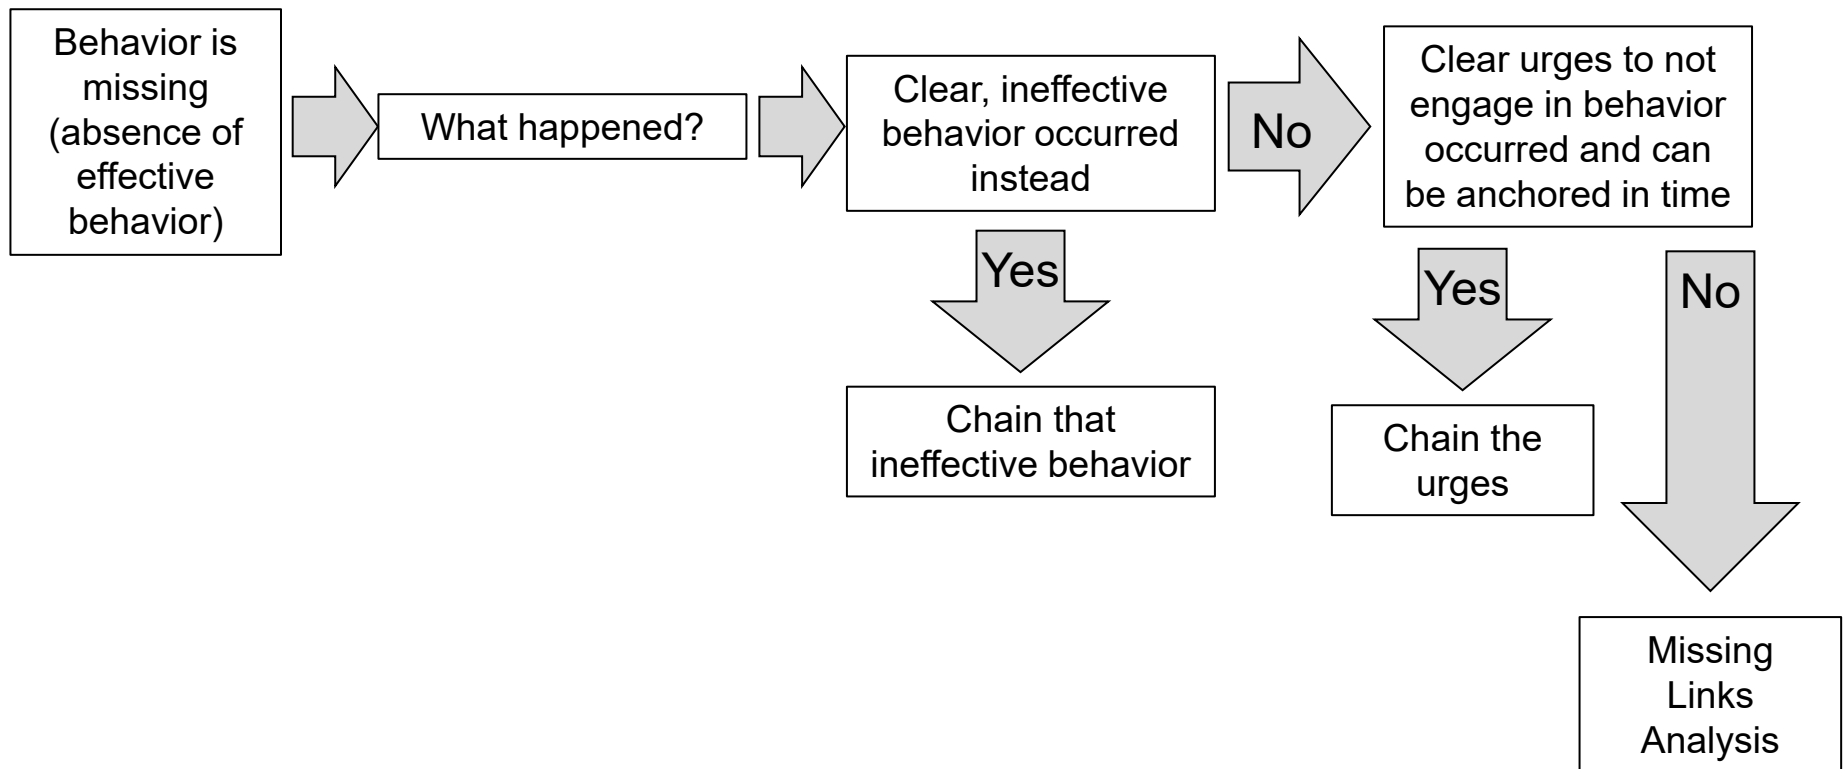 Behavior is
missing
(absence of
effective
behavior)
What happened?
Clear, ineffective
behavior occurred
instead
No
Clear urges to not
engage in behavior
occurred and can
be anchored in time
Yes
Chain that
ineffective behavior
Yes
Chain the
urges
No
Missing
Links
Analysis